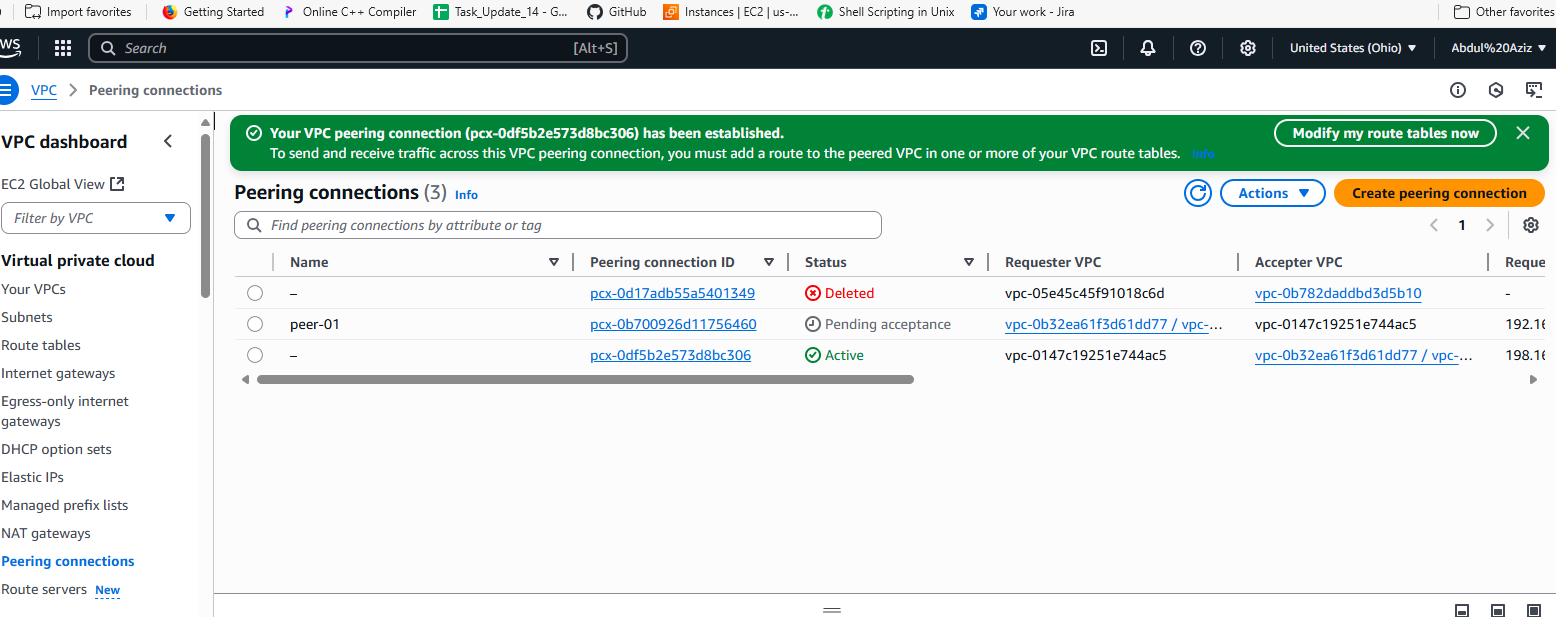 Import favorites Getting Started Online C++ Compiler Task_Update_14 - G... GitHub Instances | EC2 | us-... Shell Scripting in Unix Your work - Jira Other favorites
WS Search [Alt+S] United States (Ohio) Abdul%20Aziz
VPC > Peering connections
VPC dashboard
EC2 Global View
Filter by VPC
Virtual private cloud
Your VPCs
Subnets
Route tables
Internet gateways
Egress-only internet
gateways
DHCP option sets
Elastic IPs
Managed prefix lists
NAT gateways
Peering connections
Route servers New
Your VPC peering connection (pcx-0df5b2e573d8bc306) has been established.
To send and receive traffic across this VPC peering connection, you must add a route to the peered VPC in one or more of your VPC route tables. Info
Modify my route tables now
Peering connections (3) Info
Actions
Create peering connection
Find peering connections by attribute or tag
1
Name Peering connection ID Status Requester VPC Accepter VPC Reque
– pcx-0d17adb55a5401349 Deleted vpc-05e45c45f91018c6d vpc-0b782daddbd3d5b10 -
peer-01 pcx-0b700926d11756460 Pending acceptance vpc-0b32ea61f3d61dd77 / vpc-... vpc-0147c19251e744ac5 192.16
– pcx-0df5b2e573d8bc306 Active vpc-0147c19251e744ac5 vpc-0b32ea61f3d61dd77 / vpc-... 198.16